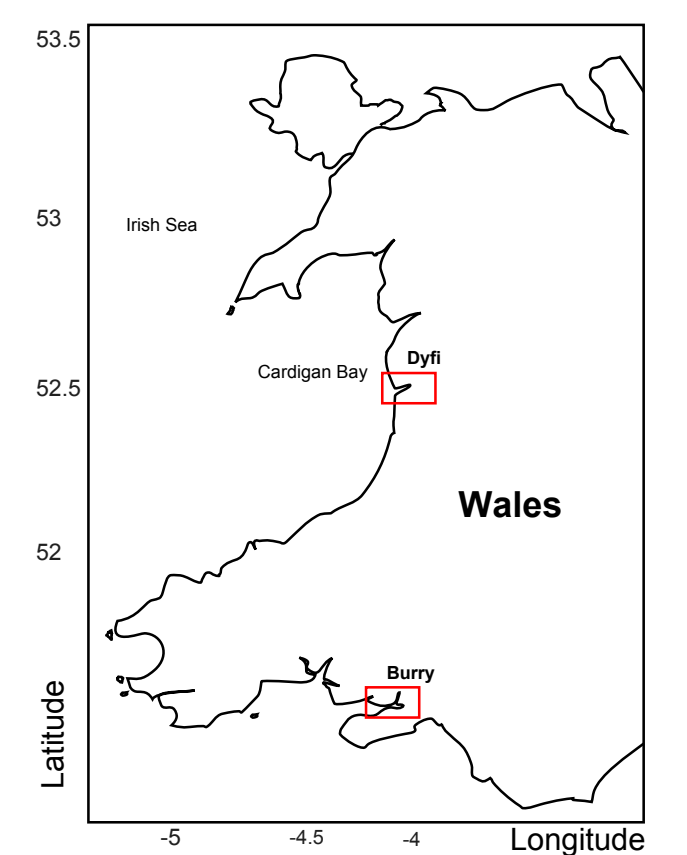 53.5
53
Irish Sea
Dyfi
Cardigan Bay
52.5
Wales
52
Burry
Latitude
-5
-4.5
-4
Longitude